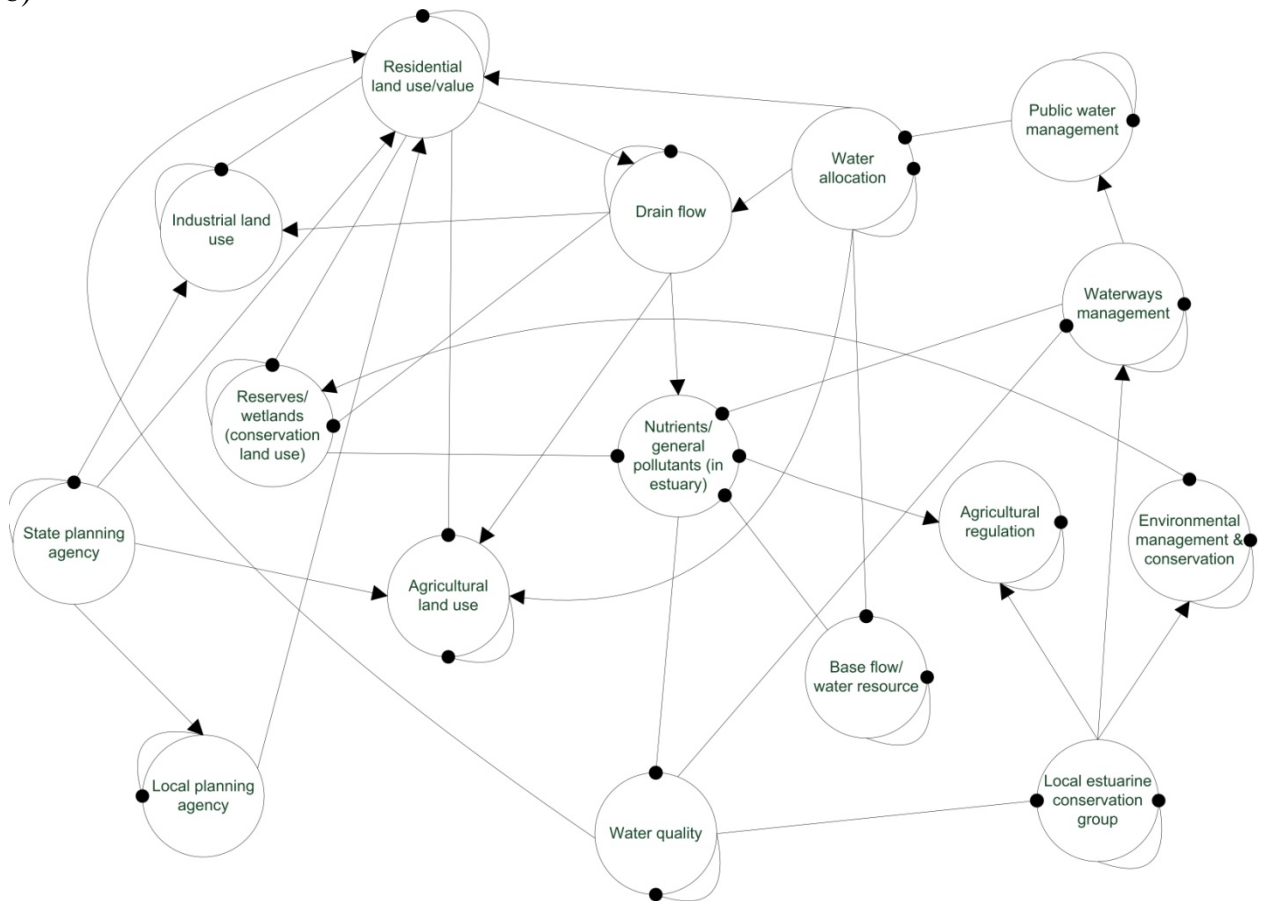 Residential
land use/value
Public water
management
Water
allocation
Industrial land
use
Drain flow
Waterways
management
Reserves/
wetlands
(conservation
land use)
Nutrients/
general
pollutants (in
estuary)
State planning
agency
Agricultural
regulation
Environmental
management &
conservation
Agricultural
land use
Base flow/
water resource
Local planning
agency
Water quality
Local estuarine
conservation
group